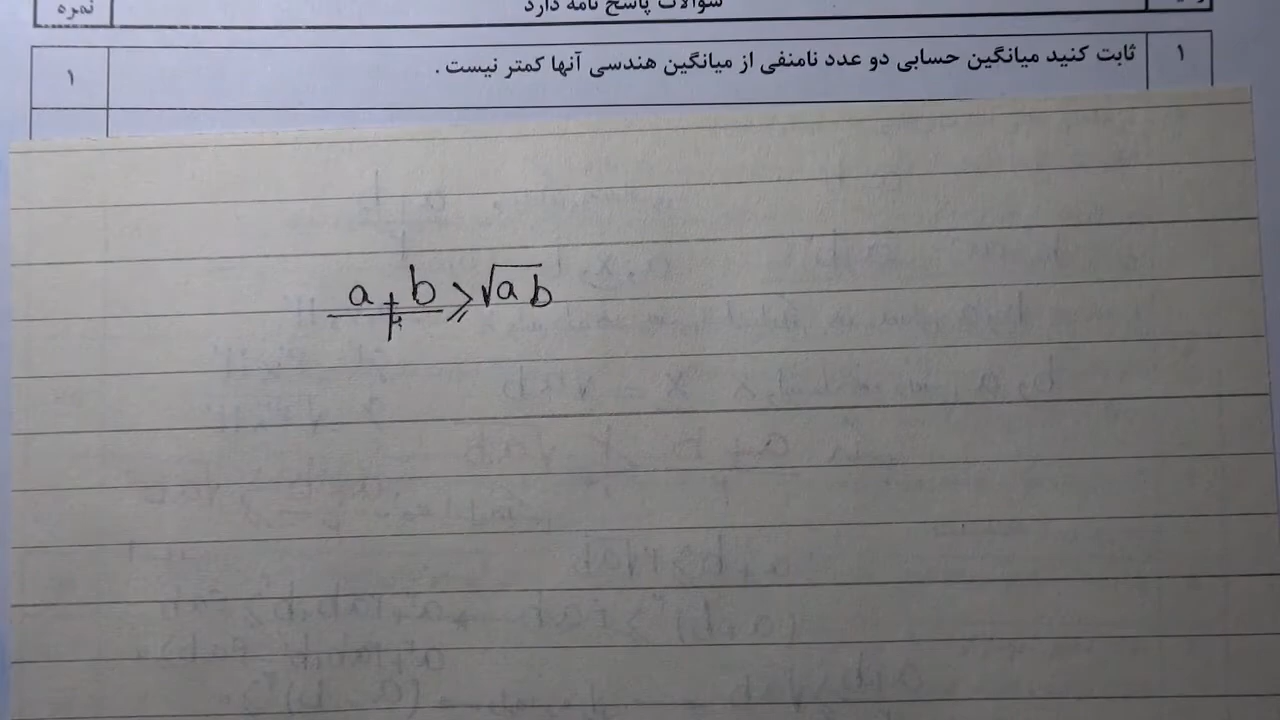 نمره
سوالات پاسخ نامه دارد
۱
ثابت کنید میانگین حسابی دو عدد نامنفی از میانگین هندسی آنها کمتر نیست .
۱
a + b / ۲ ≥ √ab